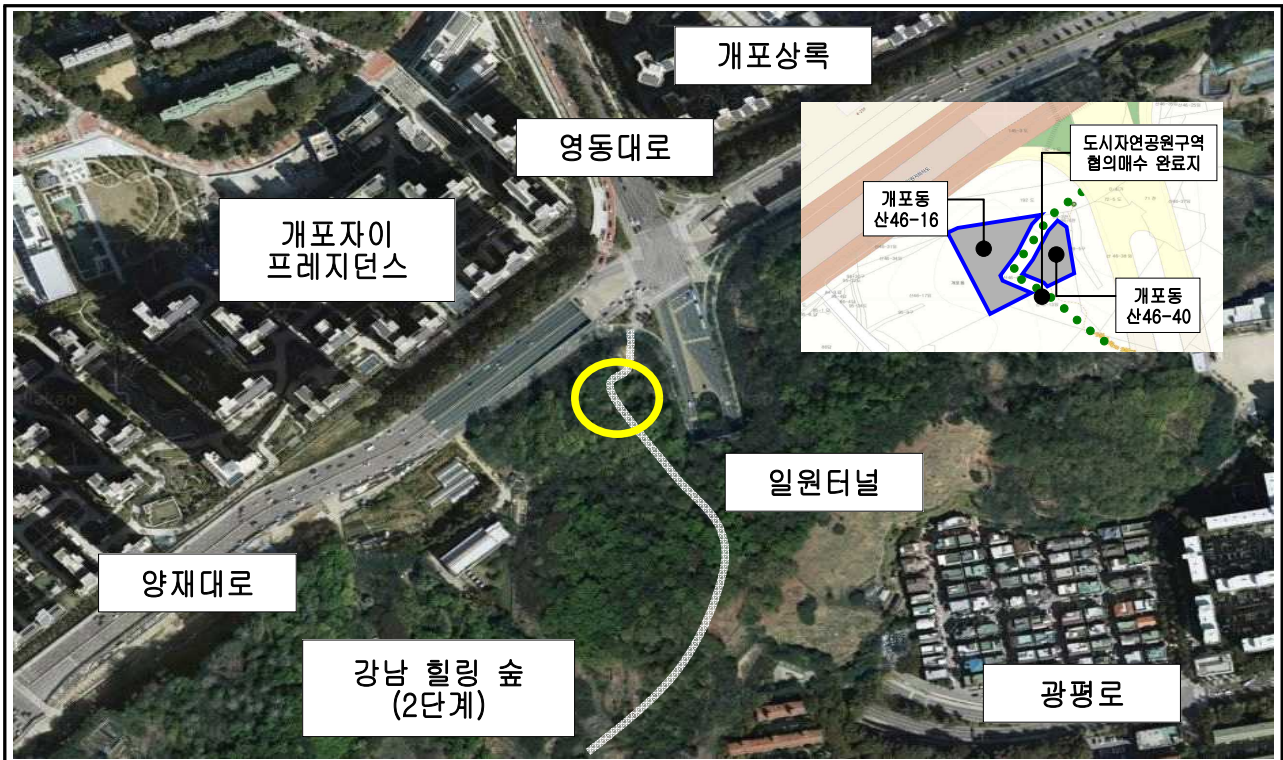 개포상록
영동대로
도시자연공원구역
협의매수 완료지
개포동
산46-16
개포자이
프레지던스
개포동
산46-40
일원터널
양재대로
강남 힐링 숲
(2단계)
광평로